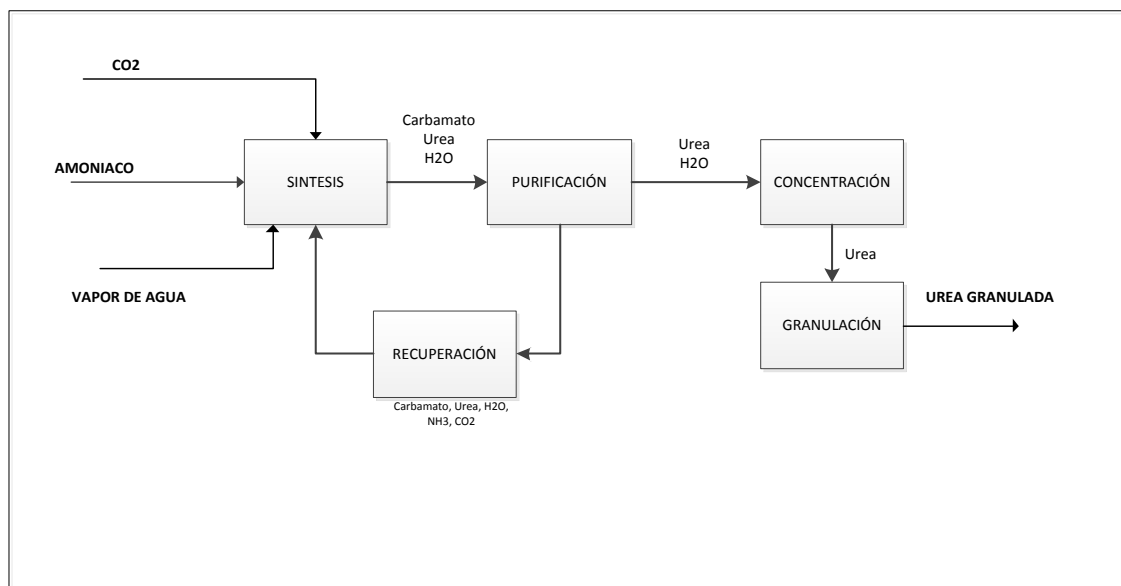 CO2
Carbamato
Urea
H2O
Urea
H2O
AMONIACO
SINTESIS
PURIFICACIÓN
CONCENTRACIÓN
Urea
VAPOR DE AGUA
UREA GRANULADA
GRANULACIÓN
RECUPERACIÓN
Carbamato, Urea, H2O,
NH3, CO2